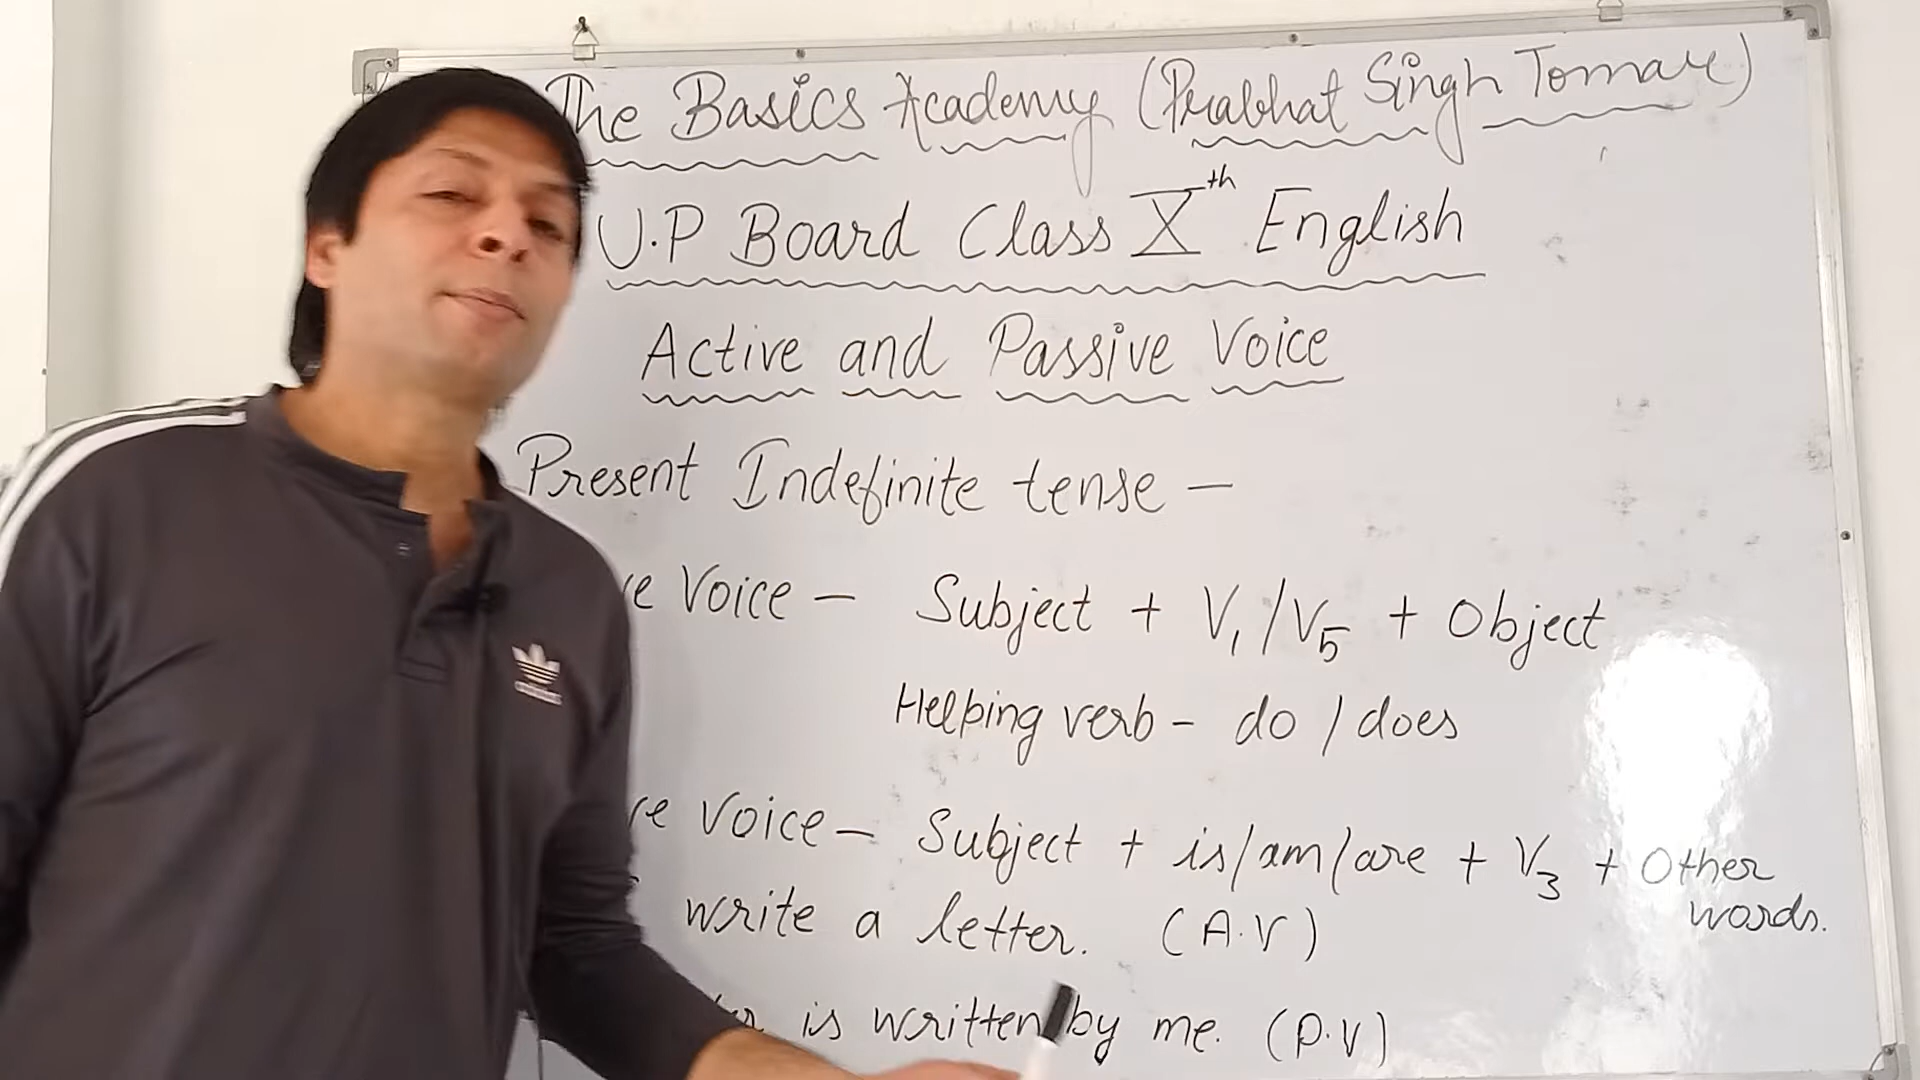 The Basics Academy (Prabhat Singh Tomar)
U.P Board Class Xth English
Active and Passive Voice
Present Indefinite tense –
Voice – Subject + V1/V5 + Object
Helping verb – do / does
Voice – Subject + is/am/are + V3 + Other words.
write a letter. (A.V)
is written by me. (P.V)